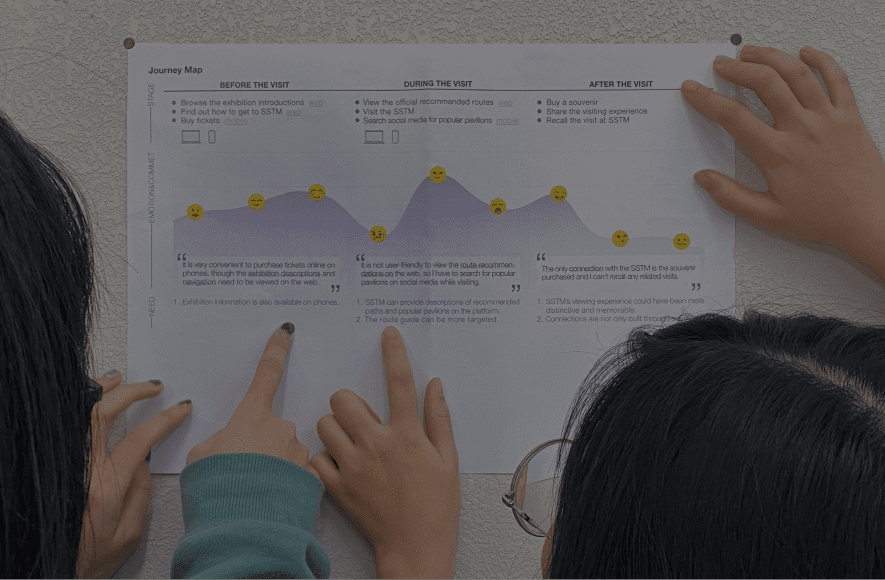 Journey Map
STAGE
BEFORE THE VISIT
Browse the exhibition introductions web
Find out how to get to SSTM web
Buy tickets mobile
DURING THE VISIT
View the official recommended routes web
Visit the SSTM
Search social media for popular pavilions mobile
AFTER THE VISIT
Buy a souvenir
Share the visiting experience
Recall the visit at SSTM
EMOTION&COMMET
“
It is very convenient to purchase tickets online on
phones, though the exhibition descriptions and
navigation need to be viewed on the web.
”
“
It is not user-friendly to view the route recommen-
dations on the web, so I have to search for popular
pavilions on social media while visiting.
”
“
The only connection with the SSTM is the souvenir
purchased and I can't recall any related visits.
”
NEED
1. Exhibition information is also available on phones.
1. SSTM can provide descriptions of recommended
paths and popular pavilions on the platform.
2. The route guide can be more targeted.
1. SSTM's viewing experience could have been more
distinctive and memorable.
2. Connections are not only built through